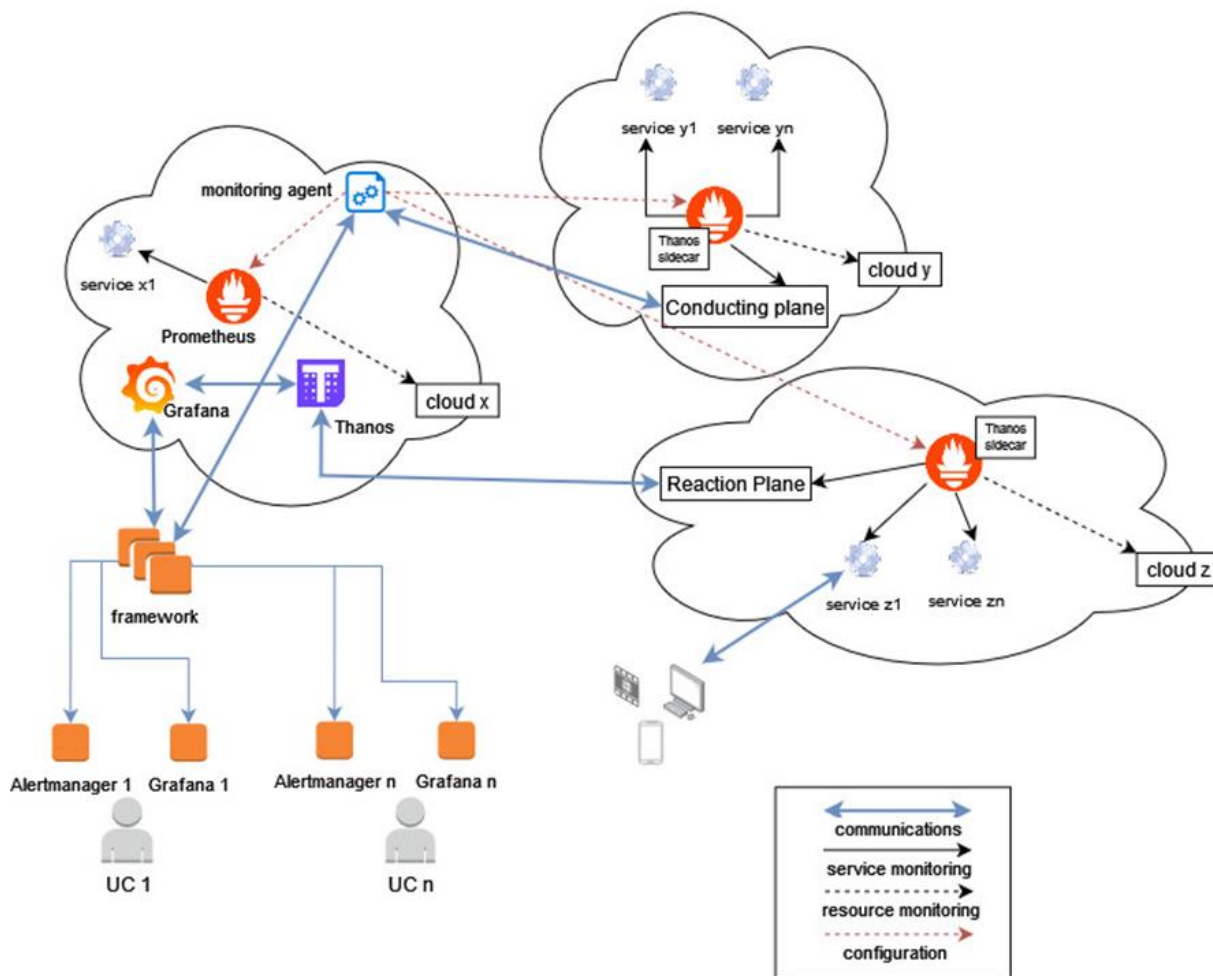 service y1
service yn
monitoring agent
Thanos
sidecar
cloud y
service x1
Conducting plane
Prometheus
Grafana
Thanos
cloud x
Thanos
sidecar
Reaction Plane
cloud z
service z1
service zn
framework
Alertmanager 1
Grafana 1
Alertmanager n
Grafana n
UC 1
UC n
communications
service monitoring
resource monitoring
configuration